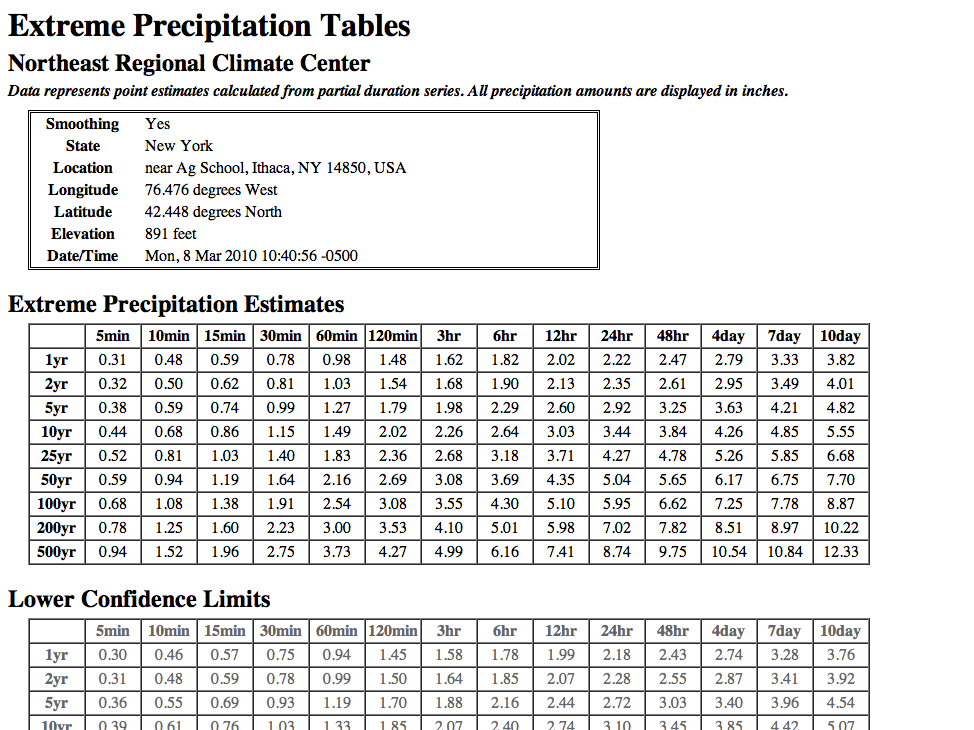 Extreme Precipitation Tables
Northeast Regional Climate Center
Data represents point estimates calculated from partial duration series. All precipitation amounts are displayed in inches.
Smoothing Yes
State New York
Location near Ag School, Ithaca, NY 14850, USA
Longitude 76.476 degrees West
Latitude 42.448 degrees North
Elevation 891 feet
Date/Time Mon, 8 Mar 2010 10:40:56 -0500
Extreme Precipitation Estimates
5min 10min 15min 30min 60min 120min 3hr 6hr 12hr 24hr 48hr 4day 7day 10day
1yr 0.31 0.48 0.59 0.78 0.98 1.48 1.62 1.82 2.02 2.22 2.47 2.79 3.33 3.82
2yr 0.32 0.50 0.62 0.81 1.03 1.54 1.68 1.90 2.13 2.35 2.61 2.95 3.49 4.01
5yr 0.38 0.59 0.74 0.99 1.27 1.79 1.98 2.29 2.60 2.92 3.25 3.63 4.21 4.82
10yr 0.44 0.68 0.86 1.15 1.49 2.02 2.26 2.64 3.03 3.44 3.84 4.26 4.85 5.55
25yr 0.52 0.81 1.03 1.40 1.83 2.36 2.68 3.18 3.71 4.27 4.78 5.26 5.85 6.68
50yr 0.59 0.94 1.19 1.64 2.16 2.69 3.08 3.69 4.35 5.04 5.65 6.17 6.75 7.70
100yr 0.68 1.08 1.38 1.91 2.54 3.08 3.55 4.30 5.10 5.95 6.62 7.25 7.78 8.87
200yr 0.78 1.25 1.60 2.23 3.00 3.53 4.10 5.01 5.98 7.02 7.82 8.51 8.97 10.22
500yr 0.94 1.52 1.96 2.75 3.73 4.27 4.99 6.16 7.41 8.74 9.75 10.54 10.84 12.33
Lower Confidence Limits
5min 10min 15min 30min 60min 120min 3hr 6hr 12hr 24hr 48hr 4day 7day 10day
1yr 0.30 0.46 0.57 0.75 0.94 1.45 1.58 1.78 1.99 2.18 2.43 2.74 3.28 3.76
2yr 0.31 0.48 0.59 0.78 0.99 1.50 1.64 1.85 2.07 2.28 2.55 2.87 3.41 3.92
5yr 0.36 0.55 0.69 0.93 1.19 1.70 1.88 2.16 2.44 2.72 3.03 3.40 3.96 4.54
10yr 0.39 0.61 0.76 1.03 1.33 1.85 2.07 2.40 2.74 3.10 3.45 3.85 4.42 5.07